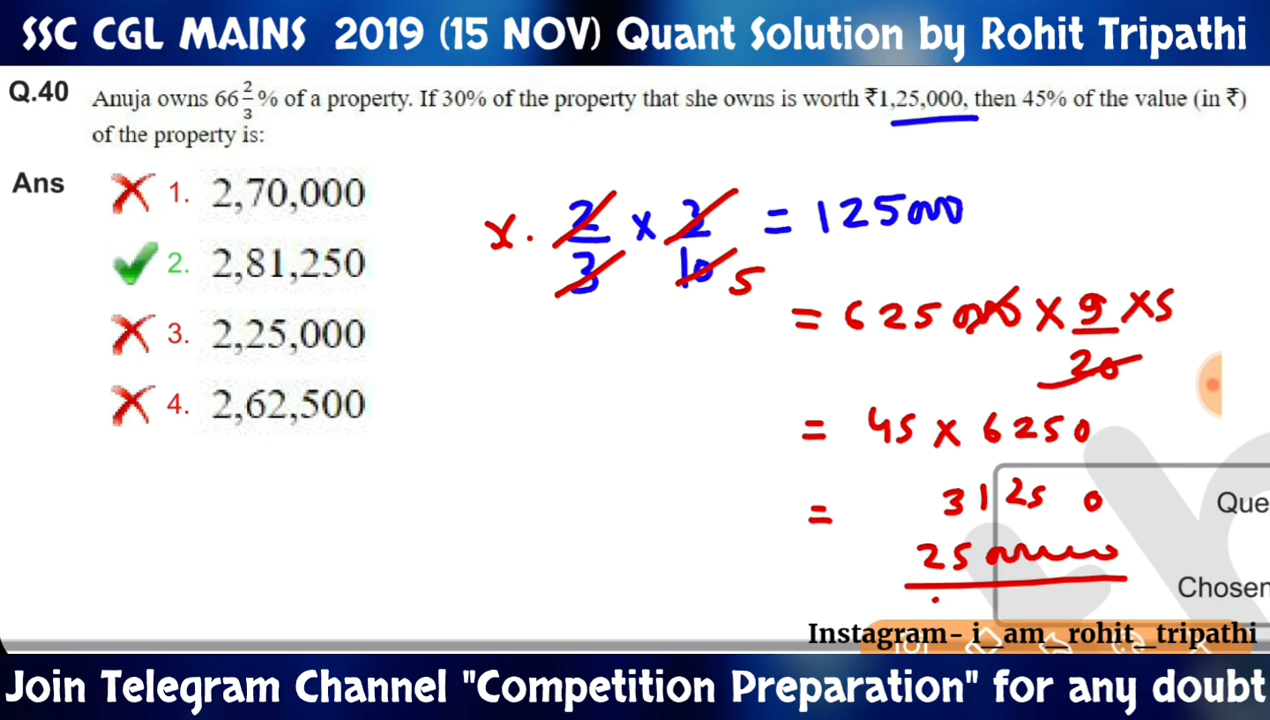 SSC CGL MAINS 2019 (15 NOV) Quant Solution by Rohit Tripathi
Q.40 Anuja owns 66 2/3 % of a property. If 30% of the property that she owns is worth ₹1,25,000, then 45% of the value (in ₹)
of the property is:
Ans
1. 2,70,000
2. 2,81,250
3. 2,25,000
4. 2,62,500
x. 2/3 x 3/10 = 125000
5
= 625000 x 9/20 x 5
= 45 x 6250
= 31250
25
Que
Chosen
Instagram- i_am_rohit_tripathi
Join Telegram Channel "Competition Preparation" for any doubt